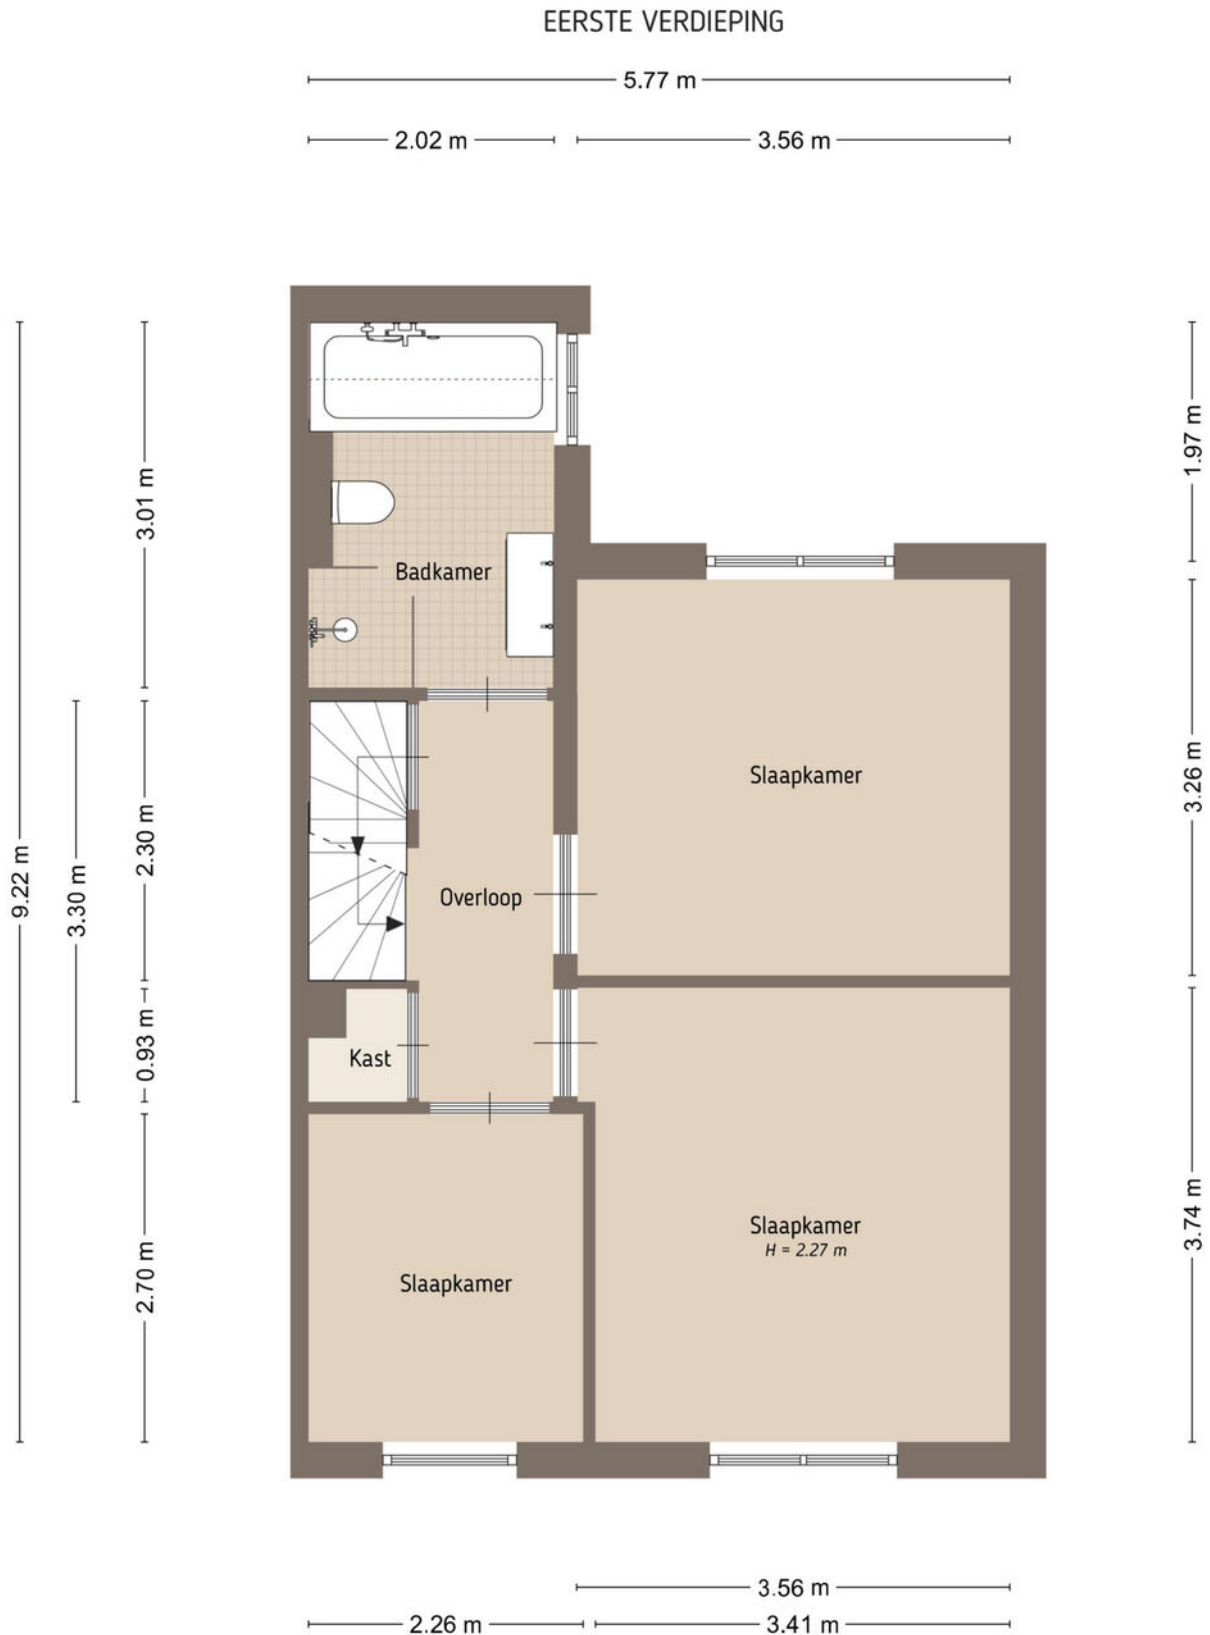 EERSTE VERDIEPING
5.77 m
2.02 m
3.56 m
9.22 m
3.30 m
3.01 m
2.30 m
0.93 m
2.70 m
1.97 m
3.26 m
3.74 m
Badkamer
Slaapkamer
Overloop
Kast
Slaapkamer
H = 2.27 m
Slaapkamer
3.56 m
2.26 m
3.41 m